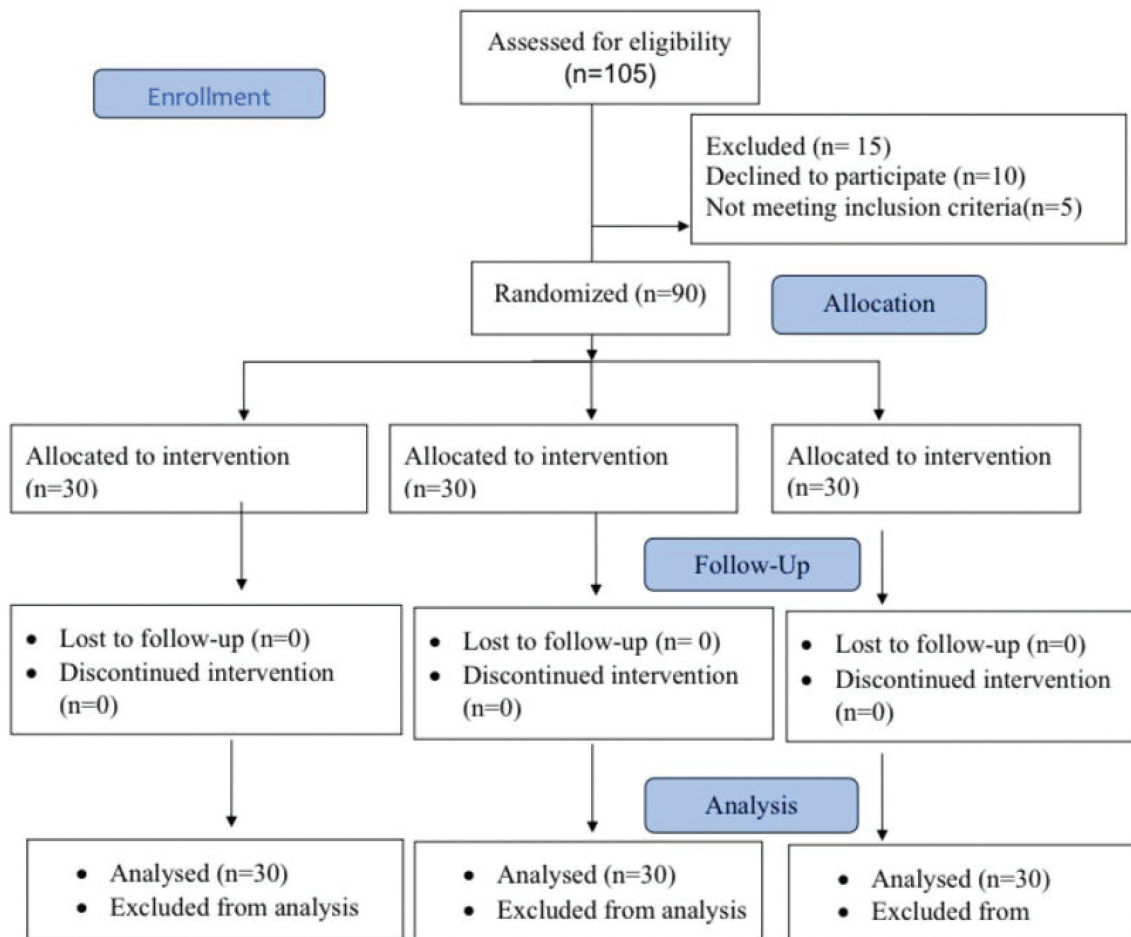 Assessed for eligibility
(n=105)
Enrollment
Excluded (n= 15)
Declined to participate (n=10)
Not meeting inclusion criteria(n=5)
Randomized (n=90)
Allocation
Allocated to intervention
(n=30)
Allocated to intervention
(n=30)
Allocated to intervention
(n=30)
Follow-Up
• Lost to follow-up (n=0)
• Discontinued intervention
(n=0)
• Lost to follow-up (n= 0)
• Discontinued intervention
(n=0)
• Lost to follow-up (n=0)
• Discontinued intervention
(n=0)
Analysis
• Analysed (n=30)
• Excluded from analysis
• Analysed (n=30)
• Excluded from analysis
• Analysed (n=30)
• Excluded from